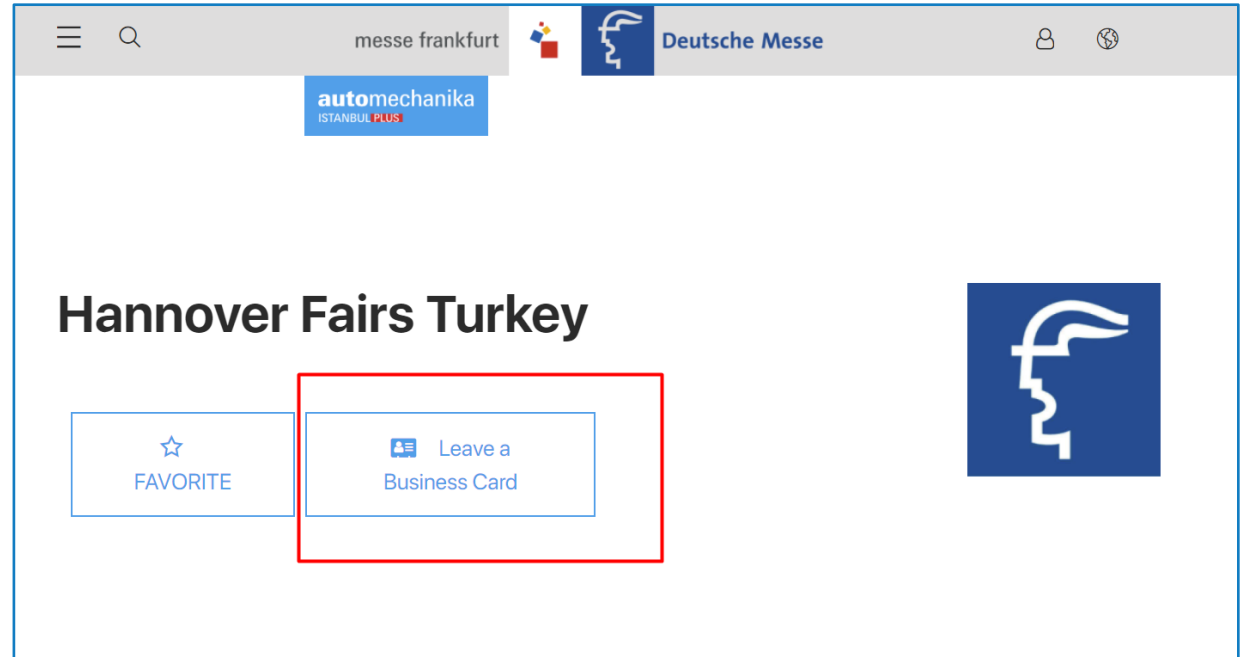 messe frankfurt
Deutsche Messe
automechanika
ISTANBUL PLUS
Hannover Fairs Turkey
FAVORITE
Leave a
Business Card